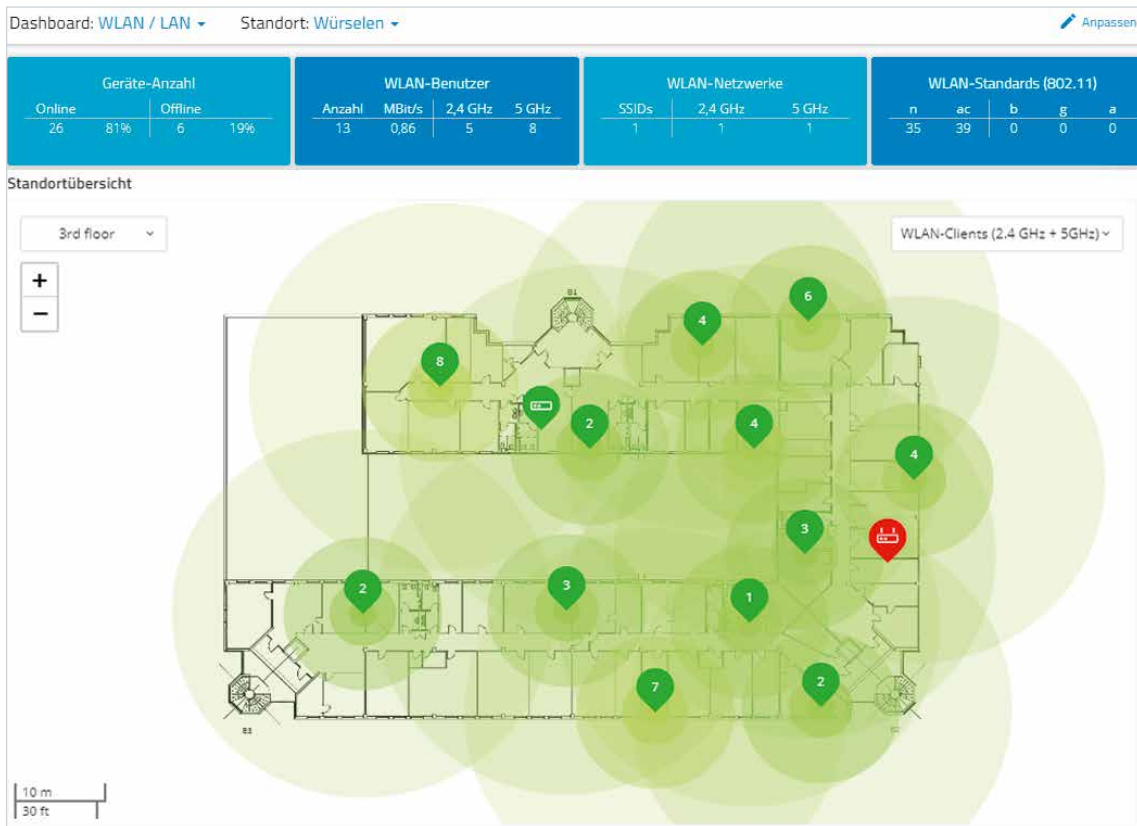 Dashboard: WLAN / LAN Standort: Würselen Anpassen
Geräte-Anzahl WLAN-Benutzer WLAN-Netzwerke WLAN-Standards (802.11)
Online Offline Anzahl MBit/s 2,4 GHz 5 GHz SSIDs 2,4 GHz 5 GHz n ac b g a
26 81% 6 19% 13 0,86 5 8 1 1 1 35 39 0 0 0
Standortübersicht
3rd floor WLAN-Clients (2.4 GHz + 5GHz)
+
−
6
4
8
2
4
4
3
2
3
1
7
2
10 m
30 ft